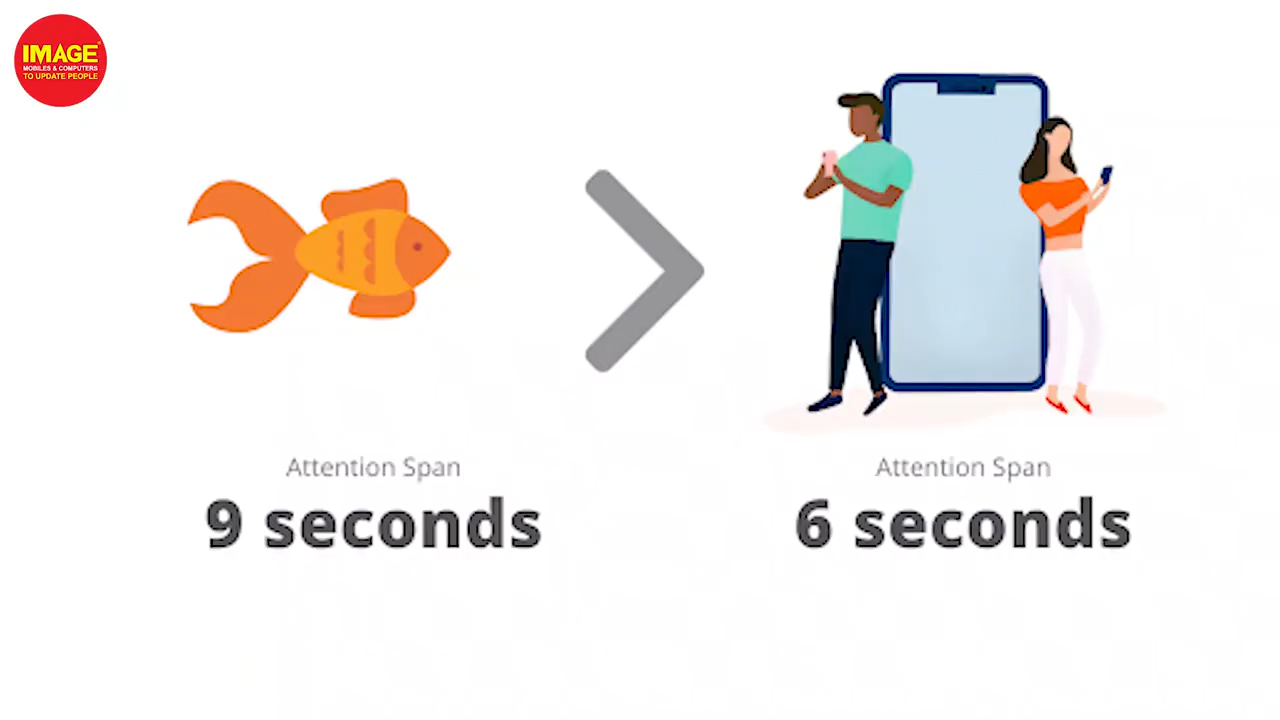 IMAGE
MOBILES & COMPUTERS
TO UPDATE PEOPLE
Attention Span
9 seconds
Attention Span
6 seconds